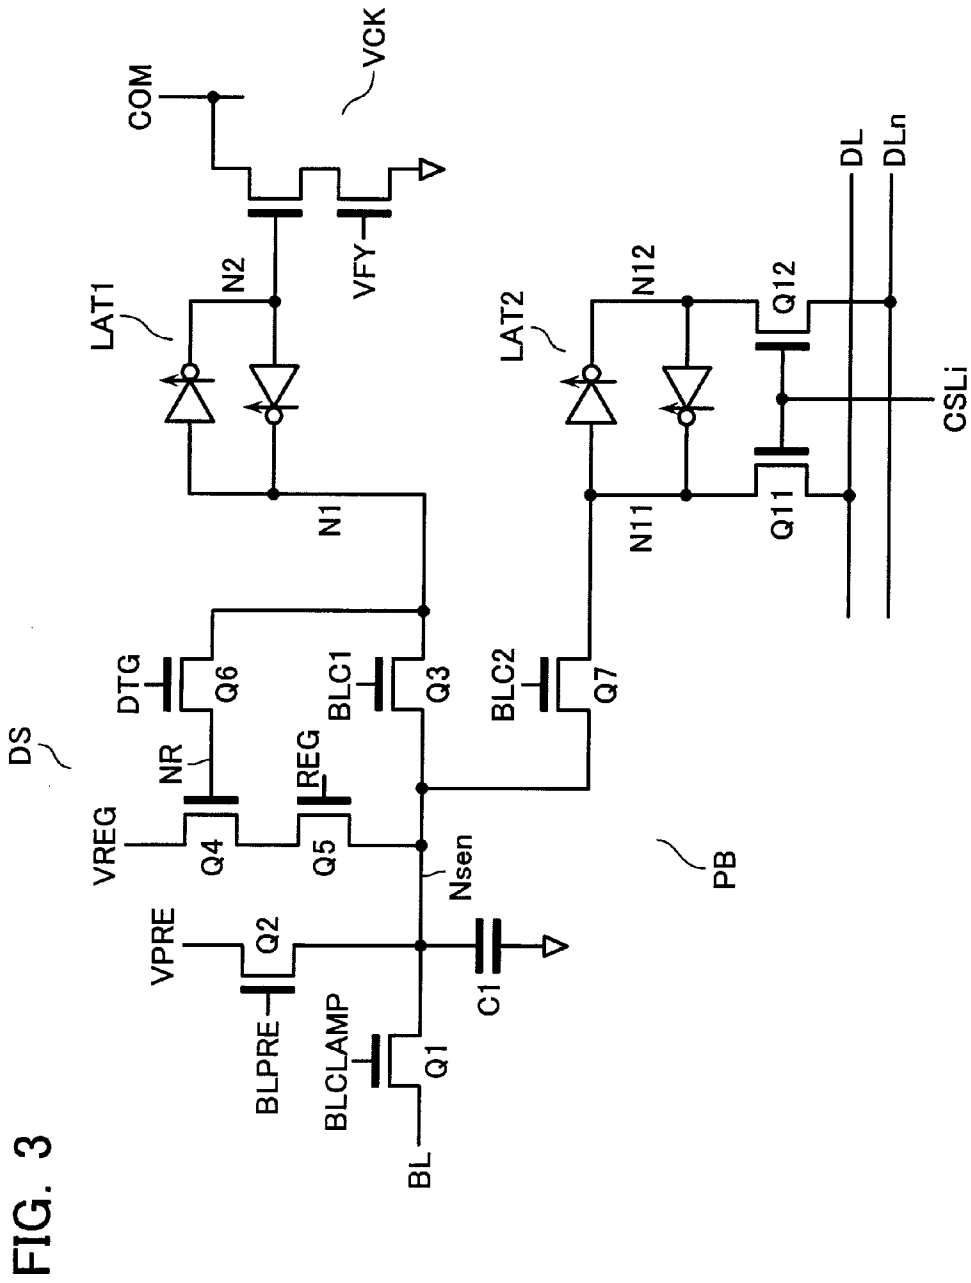 FIG. 3
DS
VREG
VPRE
BLPRE
Q2
Q4
NR
DTG
Q6
Q5
REG
BLCLAMP
Q1
BL
C1
Nsen
BLC1
Q3
N1
LAT1
N2
COM
VCK
VFY
PB
BLC2
Q7
LAT2
N11
N12
Q11
Q12
DL
DLn
CSLi